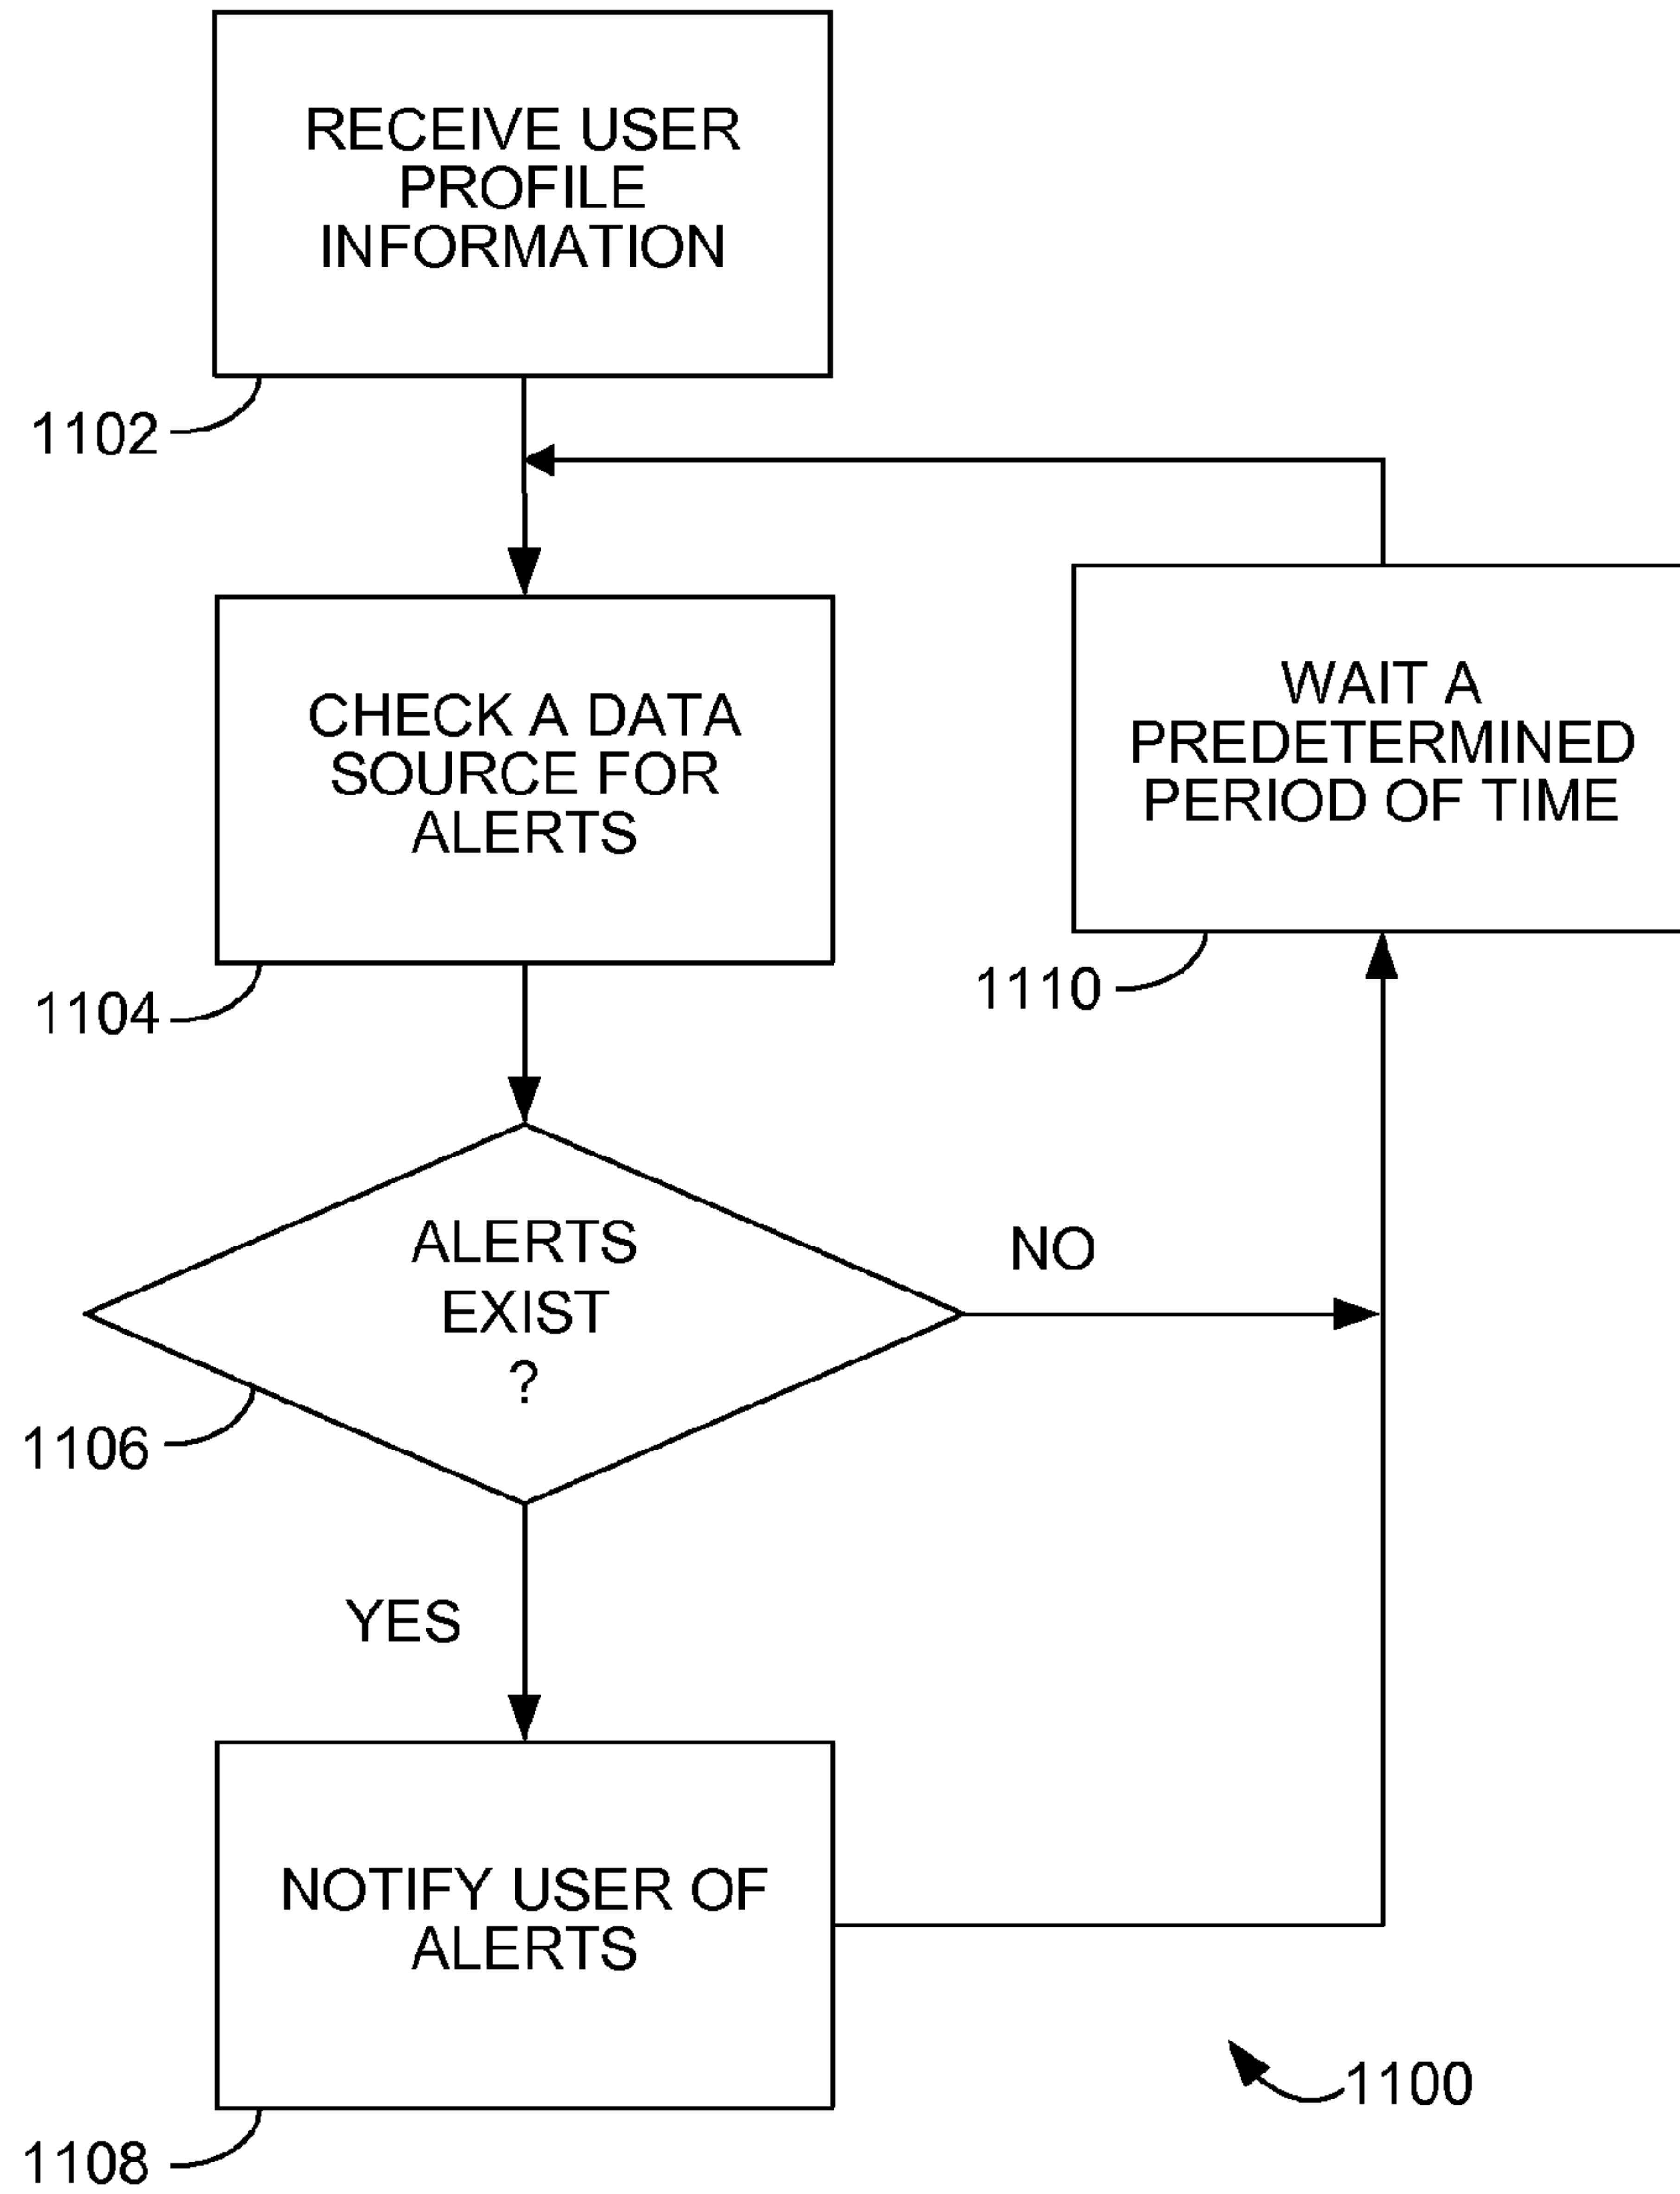 RECEIVE USER
PROFILE
INFORMATION
1102
CHECK A DATA
SOURCE FOR
ALERTS
1104
WAIT A
PREDETERMINED
PERIOD OF TIME
1110
ALERTS
EXIST
?
NO
1106
YES
NOTIFY USER OF
ALERTS
1108
1100